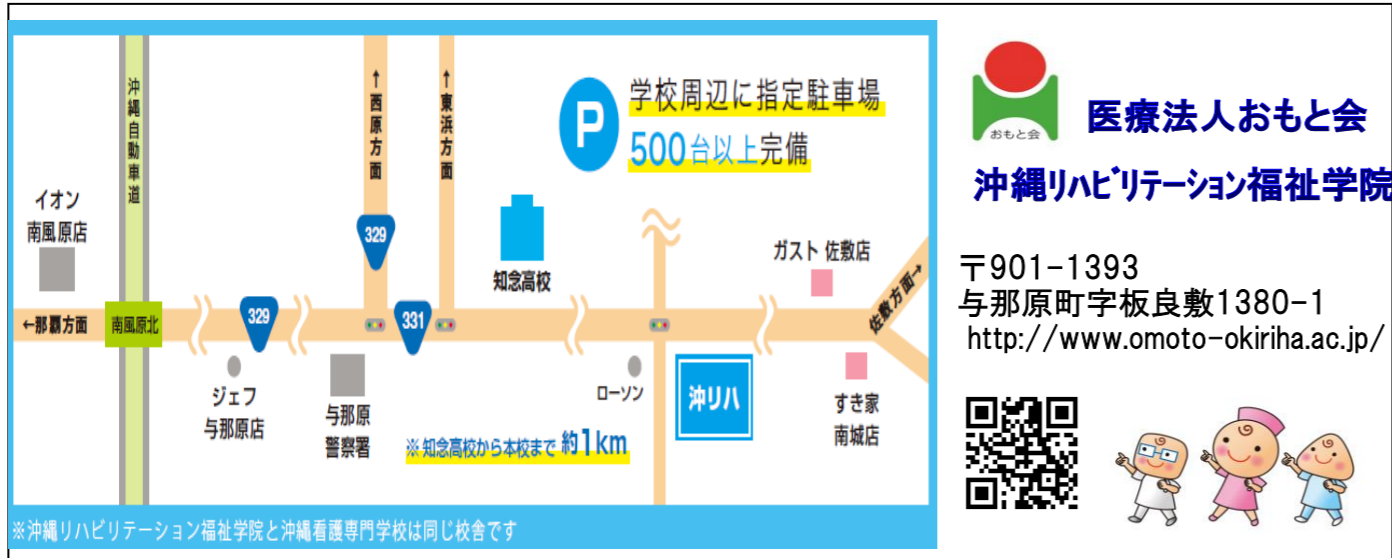 沖縄自動車道
↑西原方面
↑東浜方面
P
学校周辺に指定駐車場
500台以上完備
イオン
南風原店
329
知念高校
ガスト 佐敷店
←那覇方面
南風原北
329
331
佐敷方面→
ジェフ
与那原店
与那原
警察署
ローソン
沖リハ
すき家
南城店
※知念高校から本校まで 約1km
※沖縄リハビリテーション福祉学院と沖縄看護専門学校は同じ校舎です
おもと会
医療法人おもと会
沖縄リハビリテーション福祉学院
〒901-1393
与那原町字板良敷1380-1
http://www.omoto-okiriha.ac.jp/